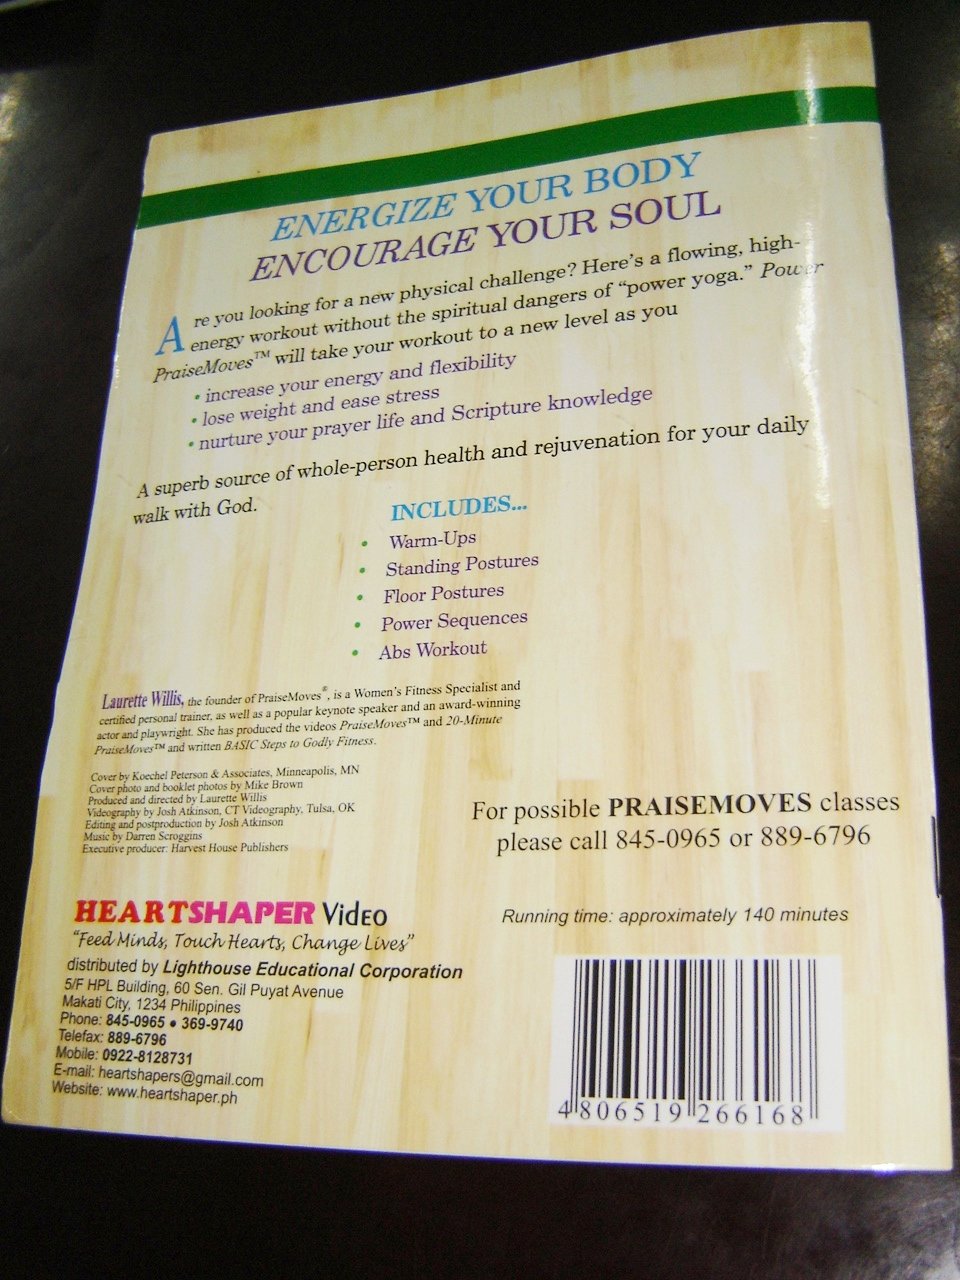 ENERGIZE YOUR BODY
ENCOURAGE YOUR SOUL
Are you looking for a new physical challenge? Here's a flowing, high-
energy workout without the spiritual dangers of “power yoga.” Power
PraiseMoves™ will take your workout to a new level as you
• increase your energy and flexibility
• lose weight and ease stress
• nurture your prayer life and Scripture knowledge
A superb source of whole-person health and rejuvenation for your daily
walk with God.
INCLUDES...
• Warm-Ups
• Standing Postures
• Floor Postures
• Power Sequences
• Abs Workout
Laurette Willis, the founder of PraiseMoves®, is a Women's Fitness Specialist and
certified personal trainer, as well as a popular keynote speaker and an award-winning
actor and playwright. She has produced the videos PraiseMoves™ and 20-Minute
PraiseMoves™ and written BASIC Steps to Godly Fitness.
Cover by Koechel Peterson & Associates, Minneapolis, MN
Cover photo and booklet photos by Mike Brown
Produced and directed by Laurette Willis
Videography by Josh Atkinson, CT Videography, Tulsa, OK
Editing and postproduction by Josh Atkinson
Music by Darren Scroggins
Executive producer: Harvest House Publishers
For possible PRAISEMOVES classes
please call 845-0965 or 889-6796
HEARTSHAPER VidEO
“Feed Minds, Touch Hearts, Change Lives”
distributed by Lighthouse Educational Corporation
5/F HPL Building, 60 Sen. Gil Puyat Avenue
Makati City, 1234 Philippines
Phone: 845-0965 • 369-9740
Telefax: 889-6796
Mobile: 0922-8128731
E-mail: heartshapers@gmail.com
Website: www.heartshaper.ph
Running time: approximately 140 minutes
4 806519 266168